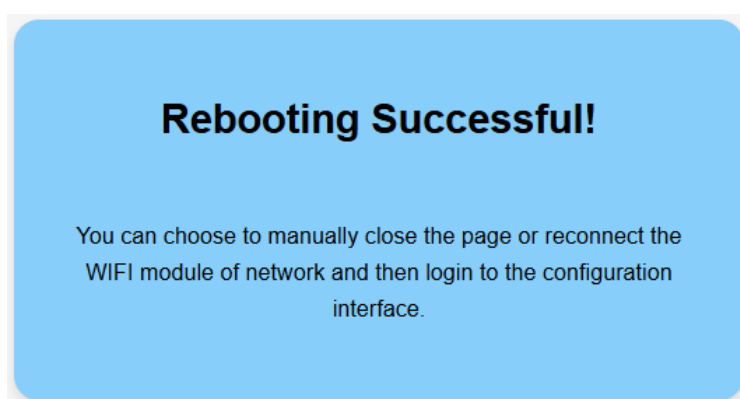 Rebooting Successful!
You can choose to manually close the page or reconnect the
WIFI module of network and then login to the configuration
interface.